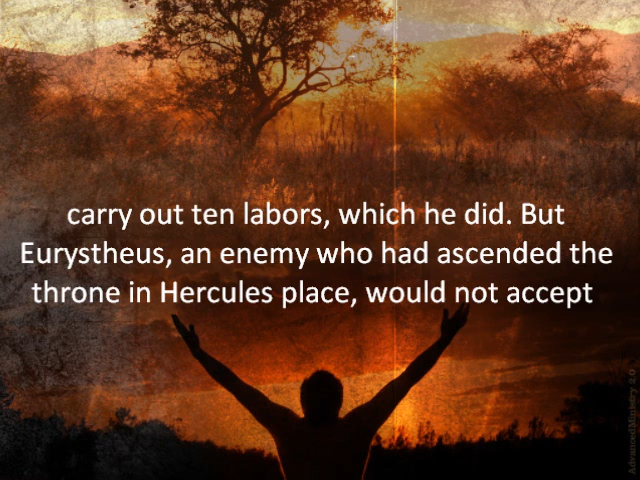 carry out ten labors, which he did. But
Eurystheus, an enemy who had ascended the
throne in Hercules place, would not accept